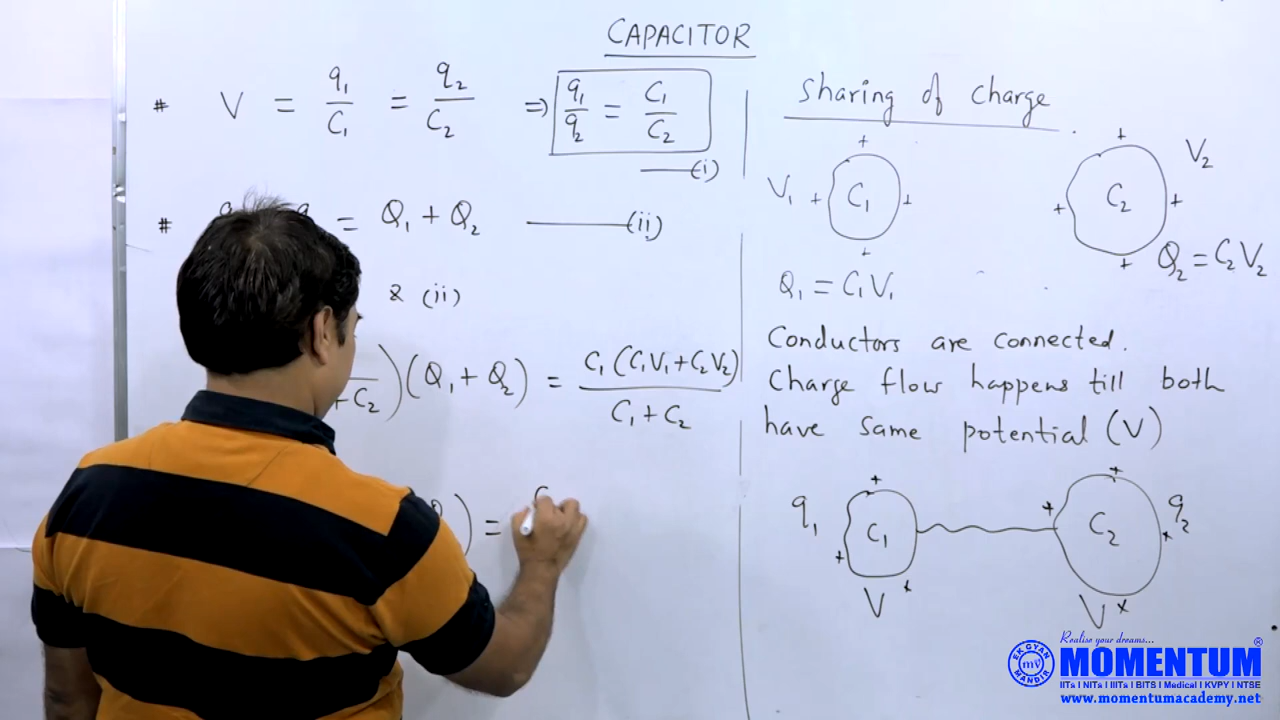 CAPACITOR
# V = q₁/C₁ = q₂/C₂ ⇒ q₁/q₂ = C₁/C₂
—(i)
# = Q₁ + Q₂ —(ii)
& (ii)
+C₂)(Q₁ + Q₂) = C₁(C₁V₁+C₂V₂)/C₁+C₂
) =
Sharing of charge
+ +
V₁ + C₁ + + C₂ + V₂
+ +
Q₁ = C₁V₁ Q₂ = C₂V₂
Conductors are connected.
Charge flow happens till both
have same potential (V)
+ +
q₁ C₁ + C₂ q₂
+ +
V + V +
Realise your dreams...
EK GYAN MANDIR
mv
MOMENTUM®
IITs I NITs I IIITs I BITS I Medical I KVPY I NTSE
www.momentumacademy.net